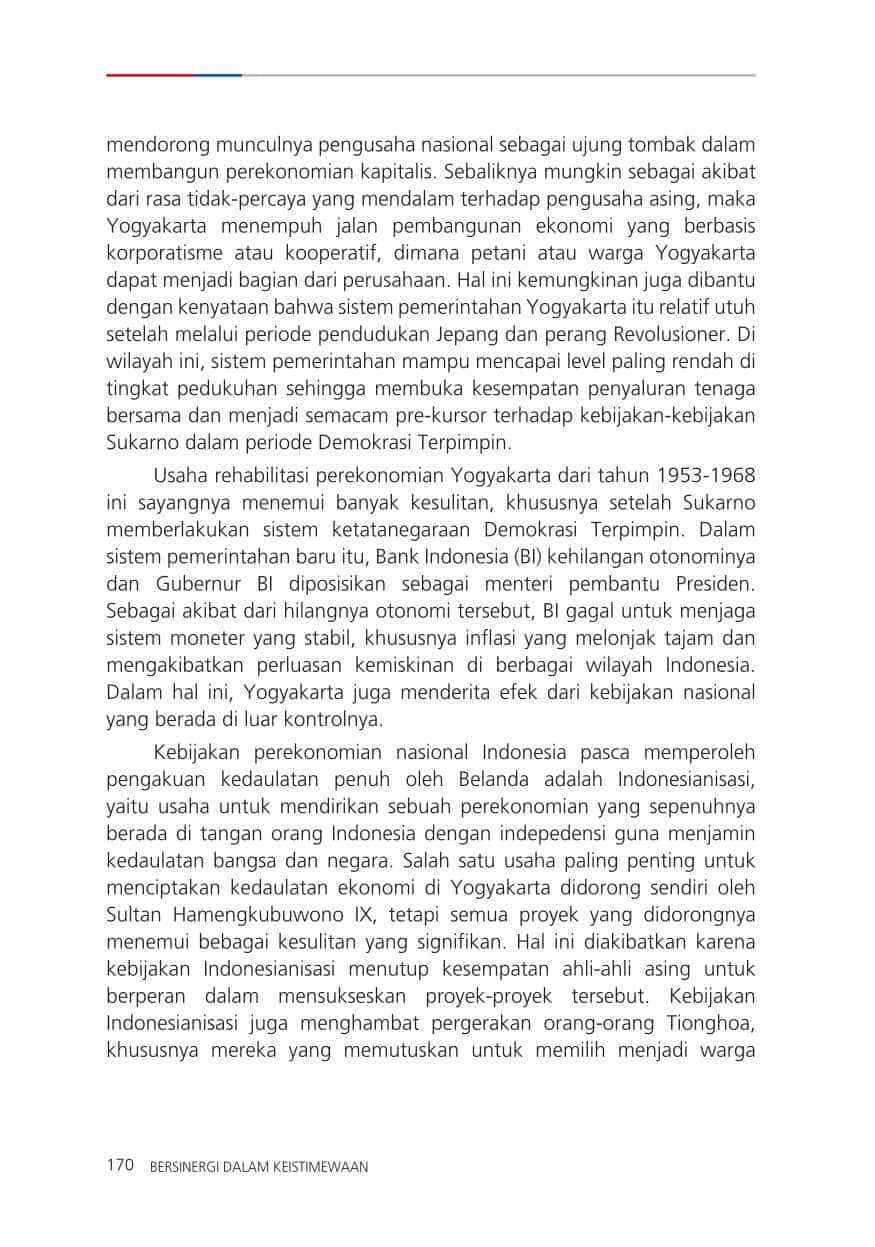 mendorong munculnya pengusaha nasional sebagai ujung tombak dalam
membangun perekonomian kapitalis. Sebaliknya mungkin sebagai akibat
dari rasa tidak-percaya yang mendalam terhadap pengusaha asing, maka
Yogyakarta menempuh jalan pembangunan ekonomi yang berbasis
korporatisme atau kooperatif, dimana petani atau warga Yogyakarta
dapat menjadi bagian dari perusahaan. Hal ini kemungkinan juga dibantu
dengan kenyataan bahwa sistem pemerintahan Yogyakarta itu relatif utuh
setelah melalui periode pendudukan Jepang dan perang Revolusioner. Di
wilayah ini, sistem pemerintahan mampu mencapai level paling rendah di
tingkat pedukuhan sehingga membuka kesempatan penyaluran tenaga
bersama dan menjadi semacam pre-kursor terhadap kebijakan-kebijakan
Sukarno dalam periode Demokrasi Terpimpin.
Usaha rehabilitasi perekonomian Yogyakarta dari tahun 1953-1968
ini sayangnya menemui banyak kesulitan, khususnya setelah Sukarno
memberlakukan sistem ketatanegaraan Demokrasi Terpimpin. Dalam
sistem pemerintahan baru itu, Bank Indonesia (BI) kehilangan otonominya
dan Gubernur BI diposisikan sebagai menteri pembantu Presiden.
Sebagai akibat dari hilangnya otonomi tersebut, BI gagal untuk menjaga
sistem moneter yang stabil, khususnya inflasi yang melonjak tajam dan
mengakibatkan perluasan kemiskinan di berbagai wilayah Indonesia.
Dalam hal ini, Yogyakarta juga menderita efek dari kebijakan nasional
yang berada di luar kontrolnya.
Kebijakan perekonomian nasional Indonesia pasca memperoleh
pengakuan kedaulatan penuh oleh Belanda adalah Indonesianisasi,
yaitu usaha untuk mendirikan sebuah perekonomian yang sepenuhnya
berada di tangan orang Indonesia dengan indepedensi guna menjamin
kedaulatan bangsa dan negara. Salah satu usaha paling penting untuk
menciptakan kedaulatan ekonomi di Yogyakarta didorong sendiri oleh
Sultan Hamengkubuwono IX, tetapi semua proyek yang didorongnya
menemui bebagai kesulitan yang signifikan. Hal ini diakibatkan karena
kebijakan Indonesianisasi menutup kesempatan ahli-ahli asing untuk
berperan dalam mensukseskan proyek-proyek tersebut. Kebijakan
Indonesianisasi juga menghambat pergerakan orang-orang Tionghoa,
khususnya mereka yang memutuskan untuk memilih menjadi warga
170 BERSINERGI DALAM KEISTIMEWAAN